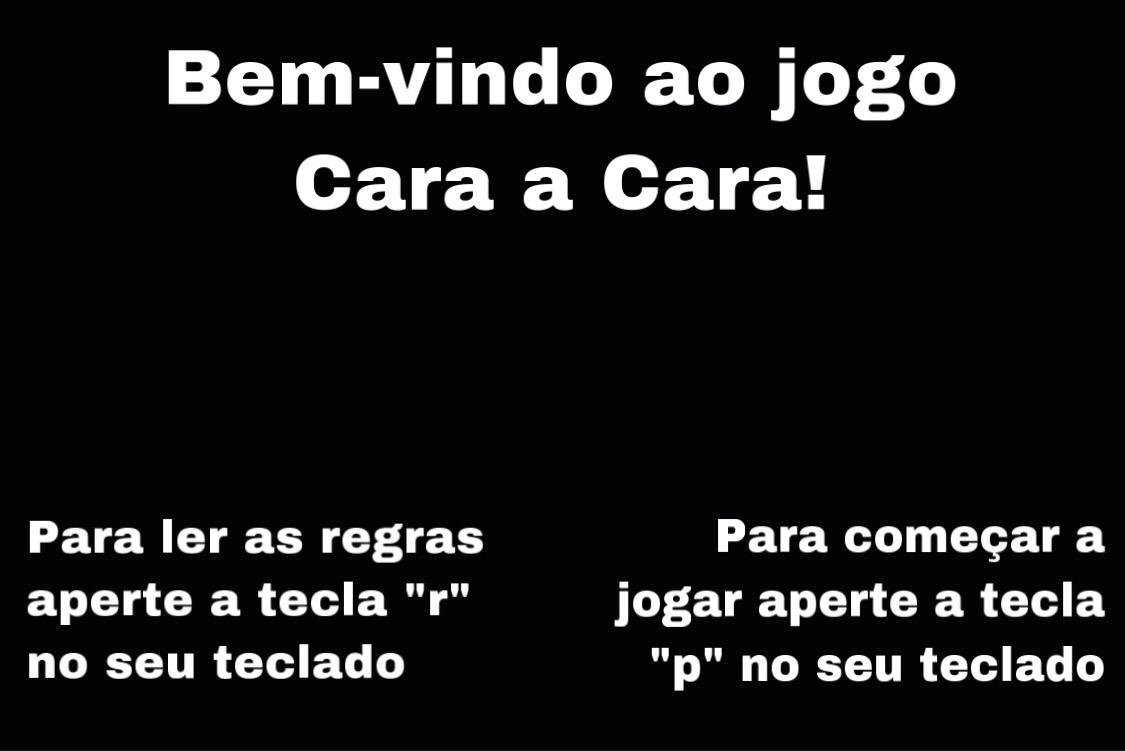 Bem-vindo ao jogo
Cara a Cara!
Para ler as regras
aperte a tecla "r"
no seu teclado
Para começar a
jogar aperte a tecla
"p" no seu teclado